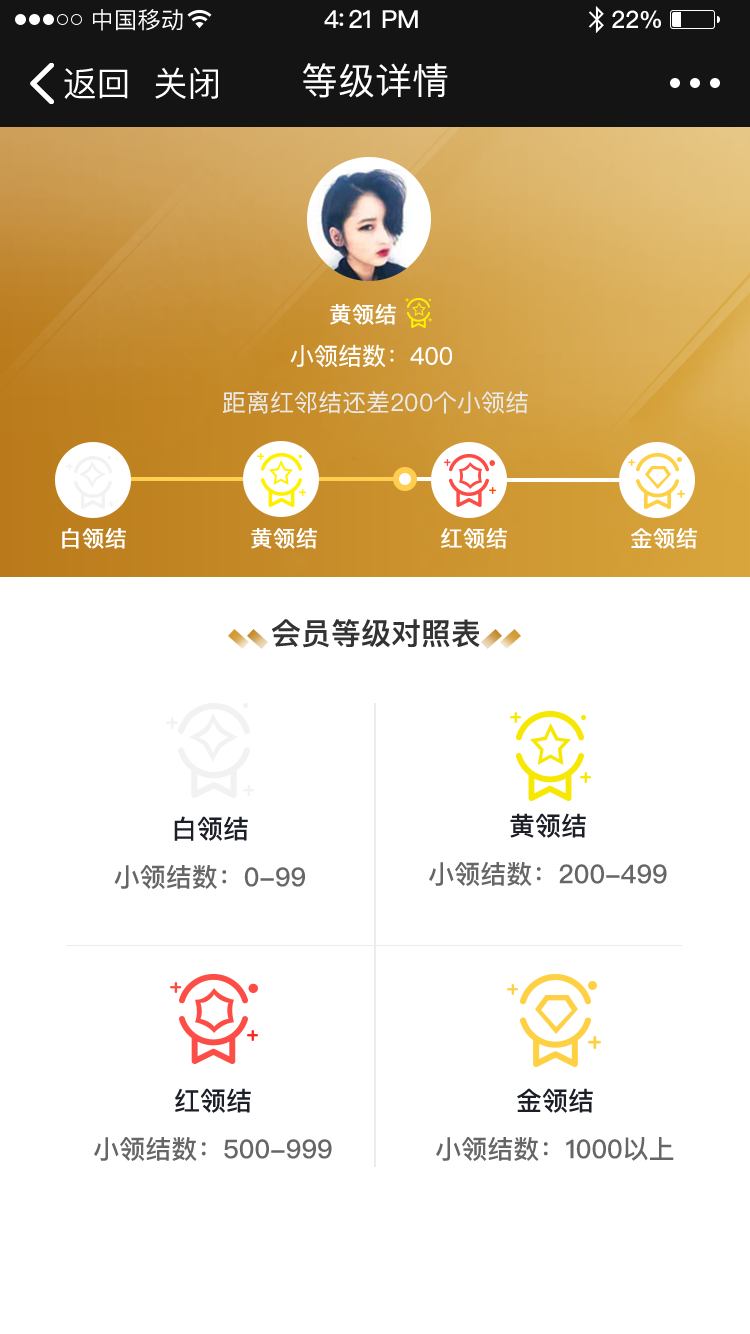 中国移动 4:21 PM 22%
返回 关闭 等级详情
黄领结
小领结数：400
距离红邻结还差200个小领结
白领结 黄领结 红领结 金领结
会员等级对照表
白领结 黄领结
小领结数：0–99 小领结数：200–499
红领结 金领结
小领结数：500–999 小领结数：1000以上